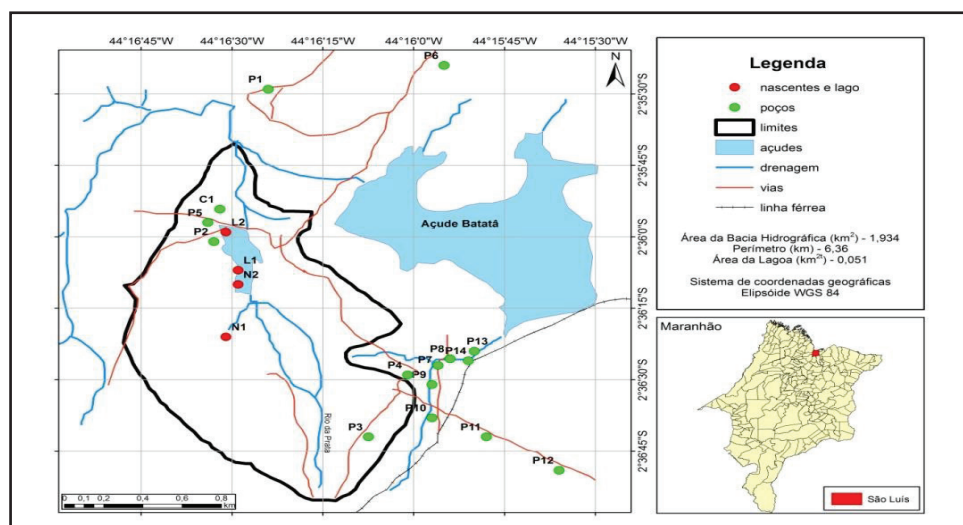 44°16'45"W 44°16'30"W 44°16'15"W 44°16'0"W 44°15'45"W 44°15'30"W
N
P6
P1
2°35'30"S
2°35'45"S
C1
P5
L2
P2
Açude Batatã
2°36'0"S
L1
N2
2°36'15"S
N1
P13
P8
P14
P7
P4
P9
2°36'30"S
P10
P3
P11
Rio da Prata
2°36'45"S
P12
0 0,1 0,2 0,4 0,6 0,8
km
Legenda
nascentes e lago
poços
limites
açudes
drenagem
vias
linha férrea
Área da Bacia Hidrográfica (km²) - 1,934
Perímetro (km) - 6,36
Área da Lagoa (km²ᵗ) - 0,051
Sistema de coordenadas geográficas
Elipsóide WGS 84
Maranhão
São Luís